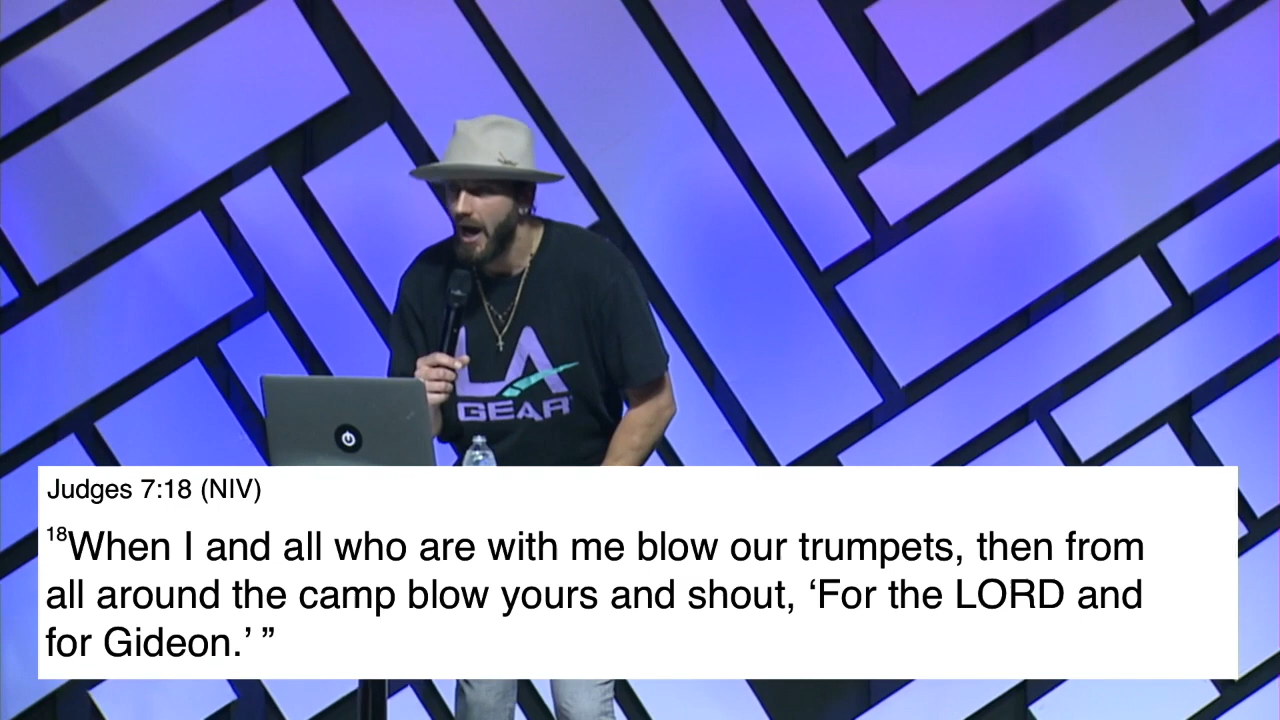 LA
GEAR
Judges 7:18 (NIV)
18When I and all who are with me blow our trumpets, then from
all around the camp blow yours and shout, ‘For the LORD and
for Gideon.’ ”